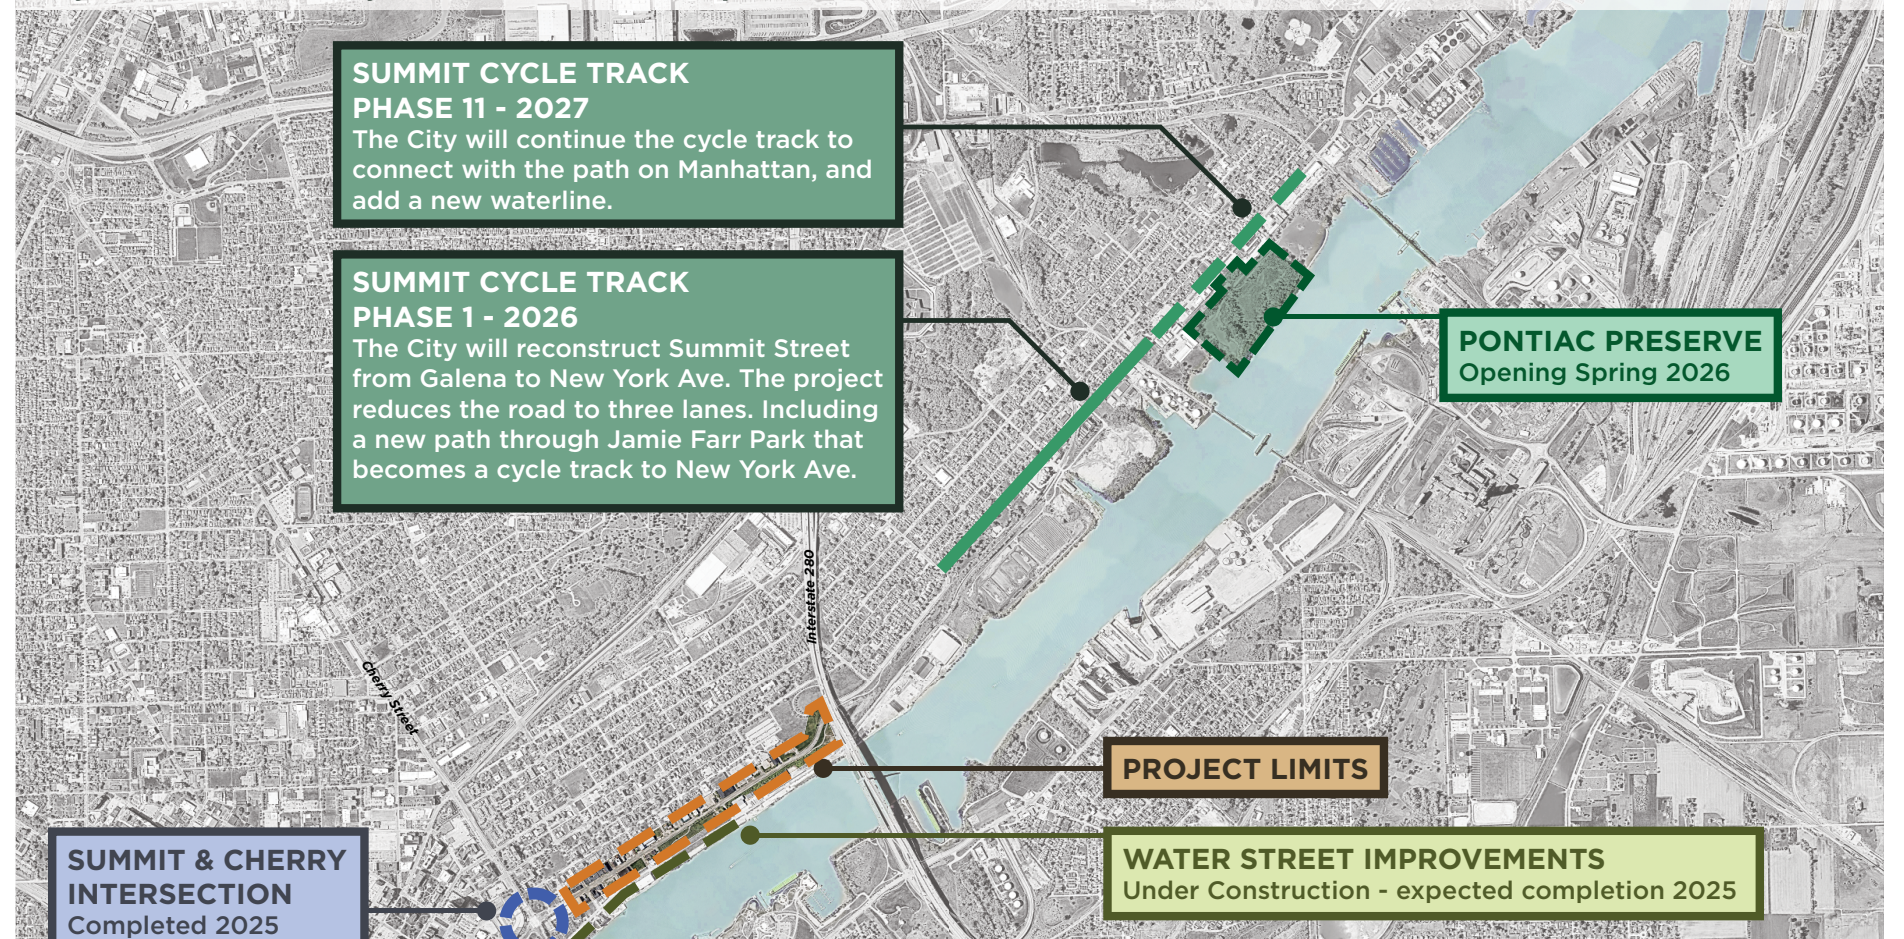 SUMMIT CYCLE TRACK
PHASE 11 - 2027
The City will continue the cycle track to
connect with the path on Manhattan, and
add a new waterline.
SUMMIT CYCLE TRACK
PHASE 1 - 2026
The City will reconstruct Summit Street
from Galena to New York Ave. The project
reduces the road to three lanes. Including
a new path through Jamie Farr Park that
becomes a cycle track to New York Ave.
PONTIAC PRESERVE
Opening Spring 2026
Interstate 280
Cherry Street
PROJECT LIMITS
WATER STREET IMPROVEMENTS
Under Construction - expected completion 2025
SUMMIT & CHERRY
INTERSECTION
Completed 2025